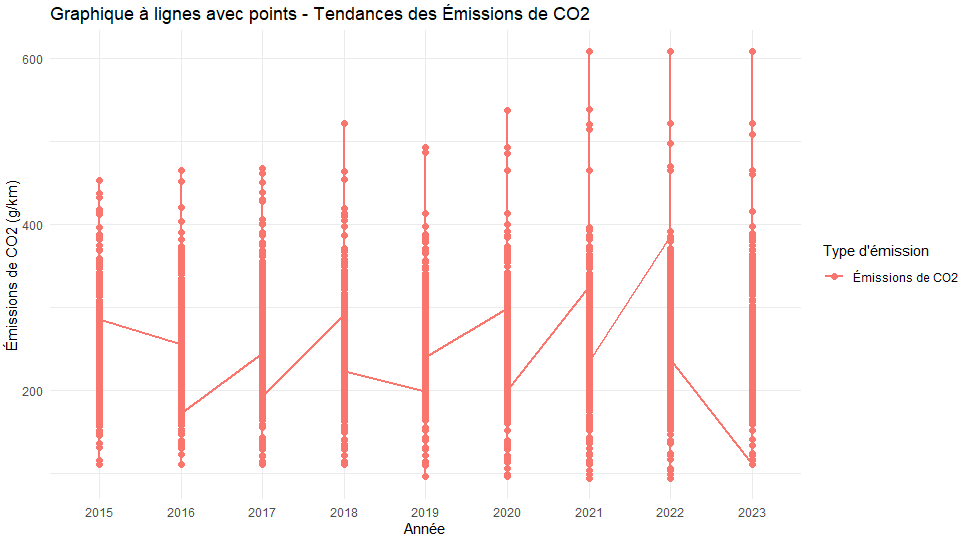 Graphique à lignes avec points - Tendances des Émissions de CO2
600
400
200
Émissions de CO2 (g/km)
2015 2016 2017 2018 2019 2020 2021 2022 2023
Année
Type d'émission
Émissions de CO2